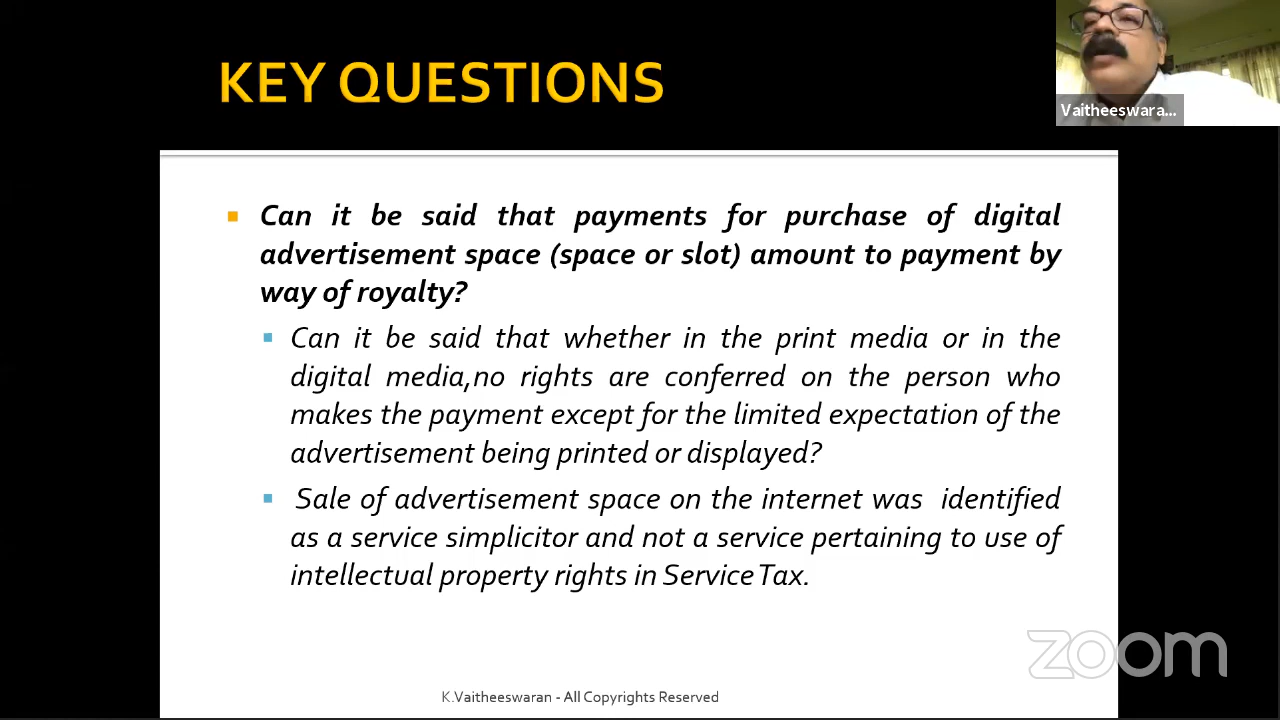 KEY QUESTIONS
Vaitheeswara...
Can it be said that payments for purchase of digital
advertisement space (space or slot) amount to payment by
way of royalty?
Can it be said that whether in the print media or in the
digital media,no rights are conferred on the person who
makes the payment except for the limited expectation of the
advertisement being printed or displayed?
Sale of advertisement space on the internet was identified
as a service simplicitor and not a service pertaining to use of
intellectual property rights in Service Tax.
zoom
K.Vaitheeswaran - All Copyrights Reserved